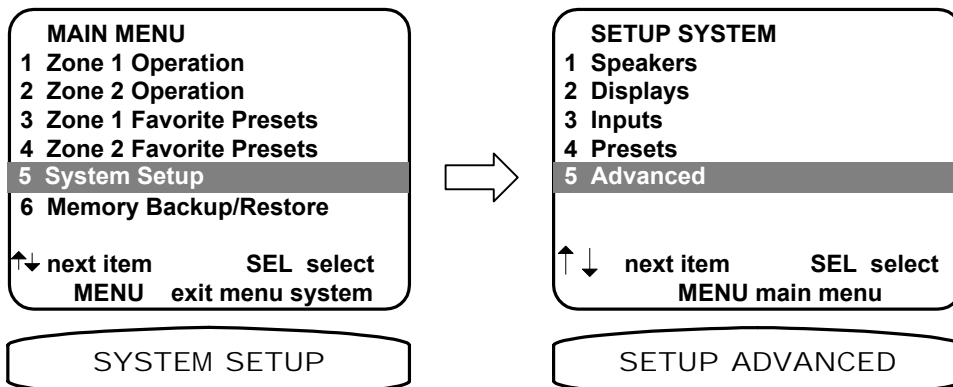 MAIN MENU
1 Zone 1 Operation
2 Zone 2 Operation
3 Zone 1 Favorite Presets
4 Zone 2 Favorite Presets
5 System Setup
6 Memory Backup/Restore
↑↓ next item SEL select
MENU exit menu system
SYSTEM SETUP
SETUP SYSTEM
1 Speakers
2 Displays
3 Inputs
4 Presets
5 Advanced
↑ ↓ next item SEL select
MENU main menu
SETUP ADVANCED